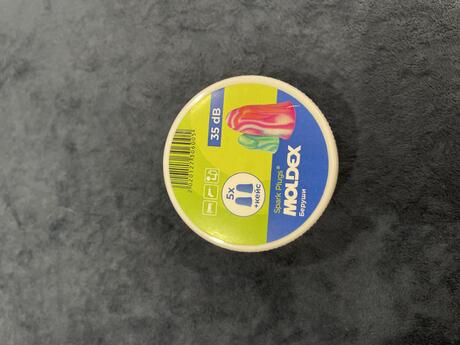 35 dB
5x
+кейс
Spark Plugs®
MOLDEX
Беруши